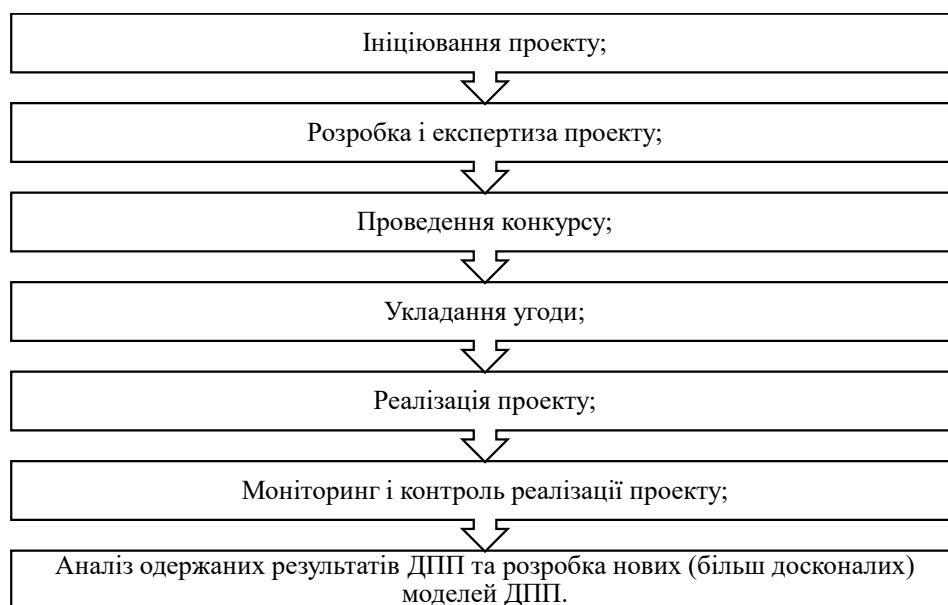 Ініціювання проекту;
Розробка і експертиза проекту;
Проведення конкурсу;
Укладання угоди;
Реалізація проекту;
Моніторинг і контроль реалізації проекту;
Аналіз одержаних результатів ДПП та розробка нових (більш досконалих)
моделей ДПП.